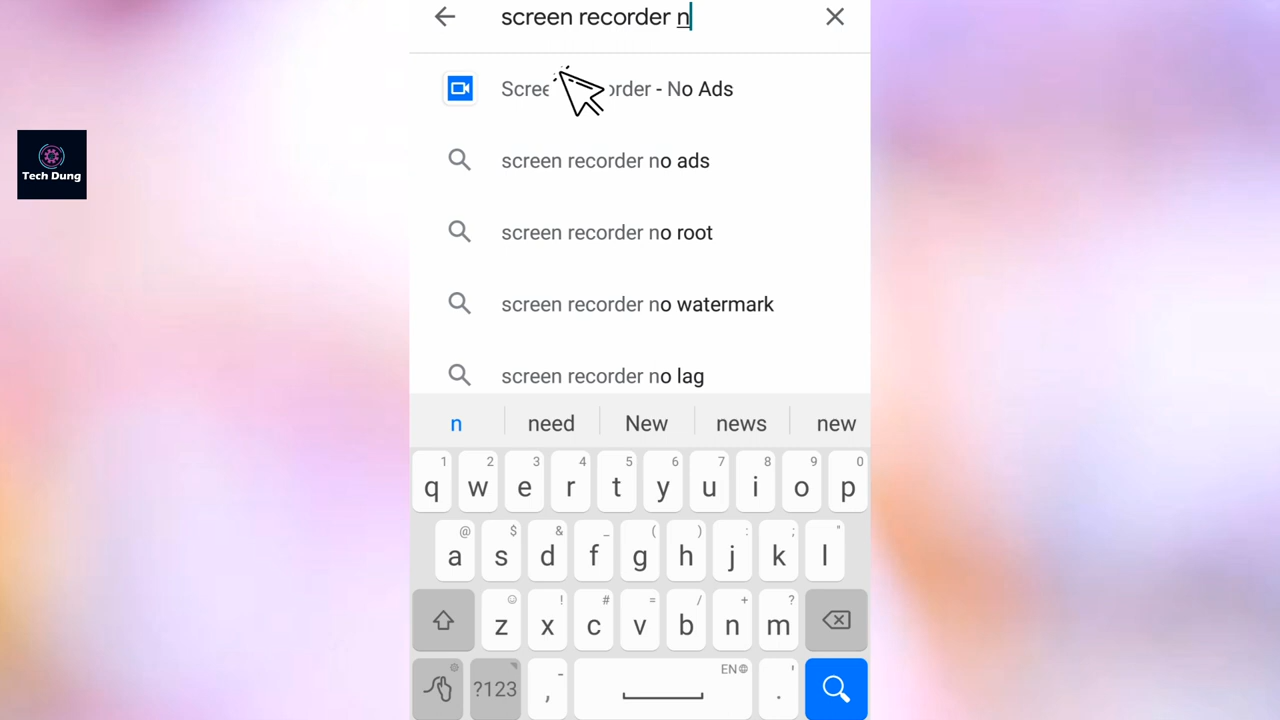 screen recorder n
Scree order - No Ads
Tech Dung
screen recorder no ads
screen recorder no root
screen recorder no watermark
screen recorder no lag
n need New news new
1 2 3 4 5 6 7 8 9 0
q w e r t y u i o p
@ $ & _ ( ) : ; "
a s d f g h j k l
! # = / + ?
z x c v b n m
EN
?123 , - . '